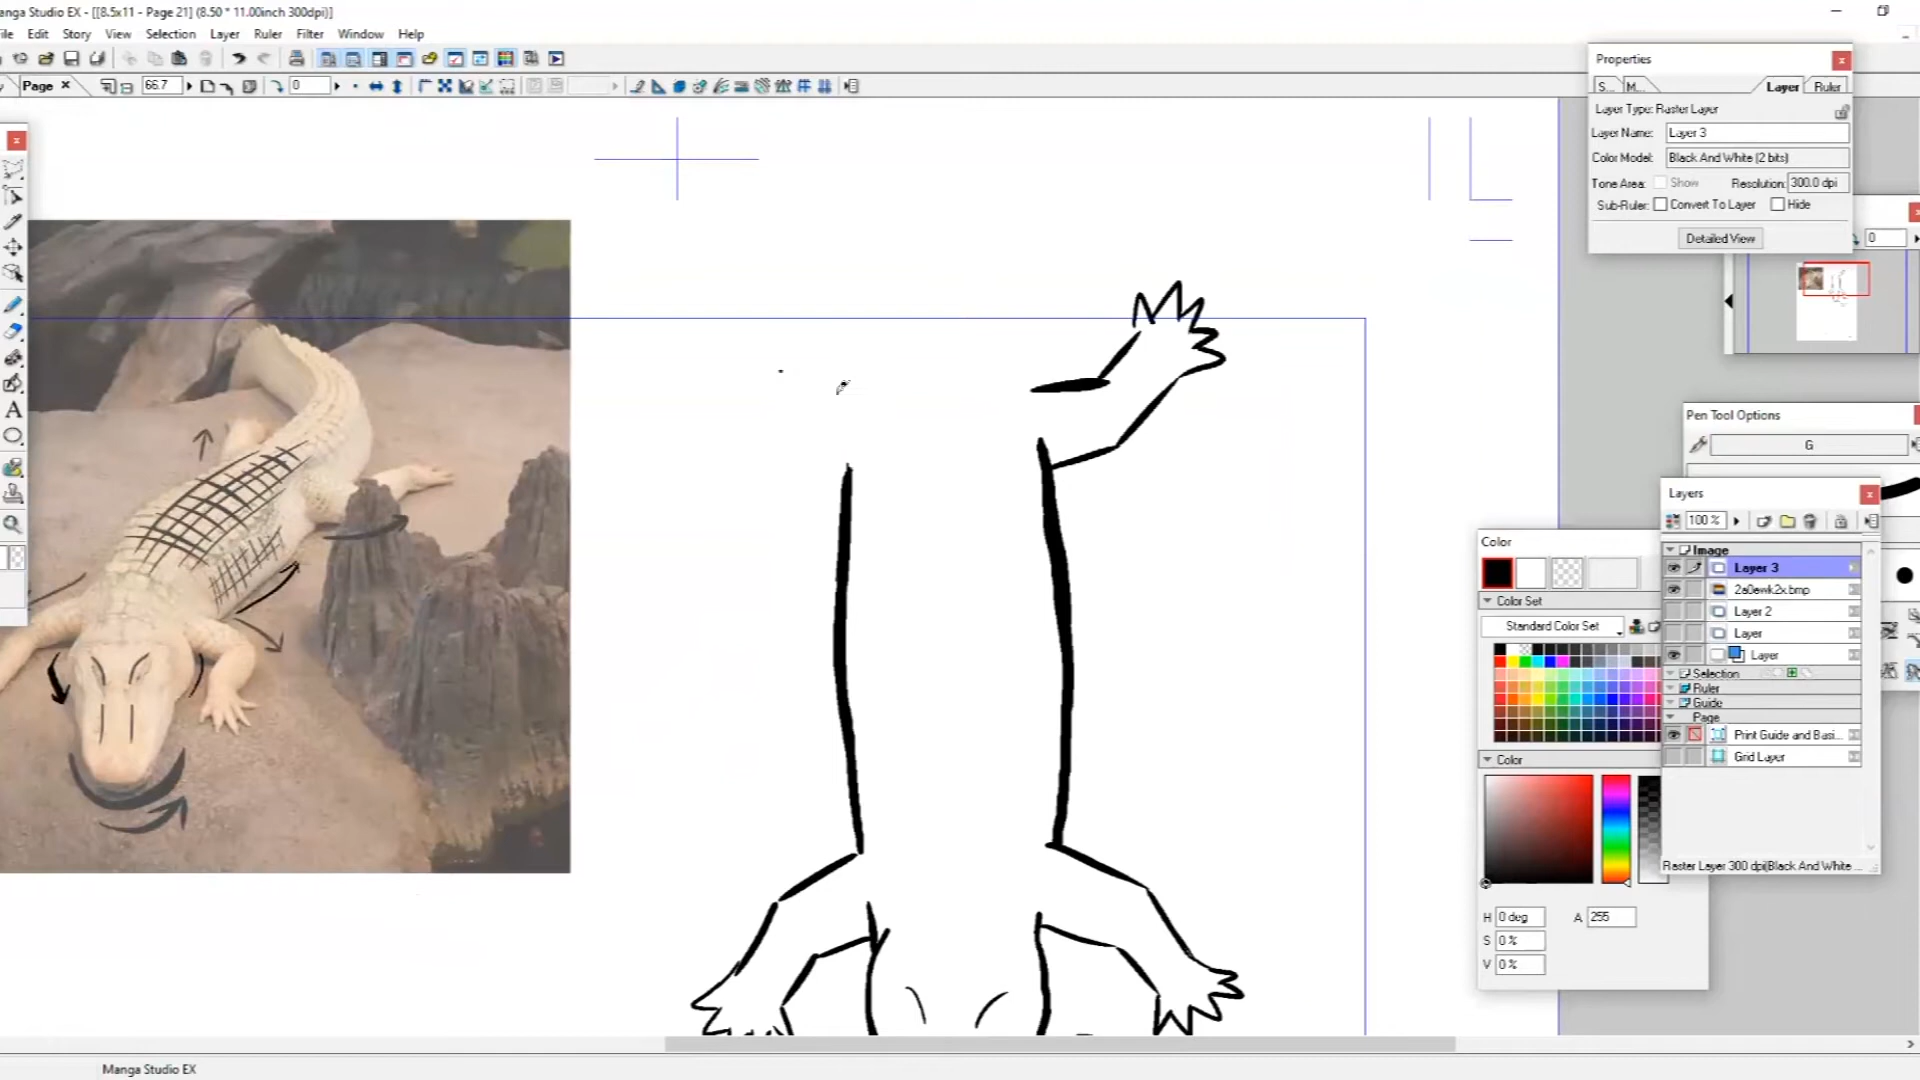 anga Studio EX - [[8.5x11 - Page 21] (8.50 * 11.00inch 300dpi)]
ile Edit Story View Selection Layer Ruler Filter Window Help
Page × 66.7 0
Properties
S... M... Layer Ruler
Layer Type: Raster Layer
Layer Name: Layer 3
Color Model: Black And White (2 bits)
Tone Area: Show Resolution: 300.0 dpi
Sub-Ruler: Convert To Layer Hide
Detailed View
0
A
Pen Tool Options
G
Layers
100 %
Image
Layer 3
2a0ewk2x.bmp
Layer 2
Layer
Layer
Selection
Ruler
Guide
Page
Print Guide and Basi...
Grid Layer
Raster Layer 300 dpi(Black And White ...
Color
Color Set
Standard Color Set
Color
H 0 deg A 255
S 0 %
V 0 %
Manga Studio EX